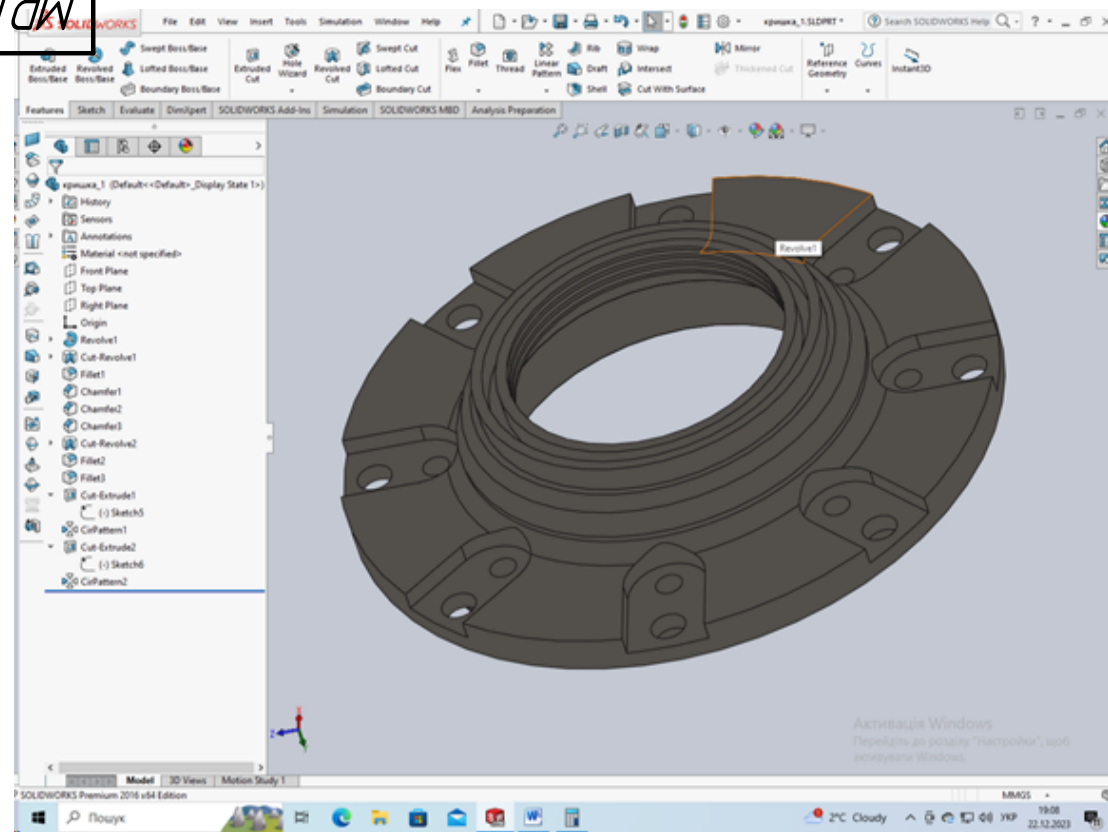 SOLIDWORKS File Edit View Insert Tools Simulation Window Help кришка_1.SLDPRT * Search SOLIDWORKS Help
Extruded Boss/Base Revolved Boss/Base Swept Boss/Base Lofted Boss/Base Boundary Boss/Base Extruded Cut Hole Wizard Revolved Cut Swept Cut Lofted Cut Boundary Cut Flex Fillet Thread Linear Pattern Rib Draft Shell Wrap Intersect Cut With Surface Mirror Thickened Cut Reference Geometry Curves Instant3D
Features Sketch Evaluate DimXpert SOLIDWORKS Add-Ins Simulation SOLIDWORKS MBD Analysis Preparation
кришка_1 (Default<<Default>_Display State 1>)
History
Sensors
Annotations
Material <not specified>
Front Plane
Top Plane
Right Plane
Origin
Revolve1
Cut-Revolve1
Fillet1
Chamfer1
Chamfer2
Chamfer3
Cut-Revolve2
Fillet2
Fillet3
Cut-Extrude1
(-) Sketch5
CirPattern1
Cut-Extrude2
(-) Sketch6
CirPattern2
Revolve1
Активація Windows
Перейдіть до розділу "Настройки", щоб
активувати Windows.
Model 3D Views Motion Study 1
SOLIDWORKS Premium 2016 x64 Edition MMGS
Пошук 2°C Cloudy УКР 19:08
22.12.2023